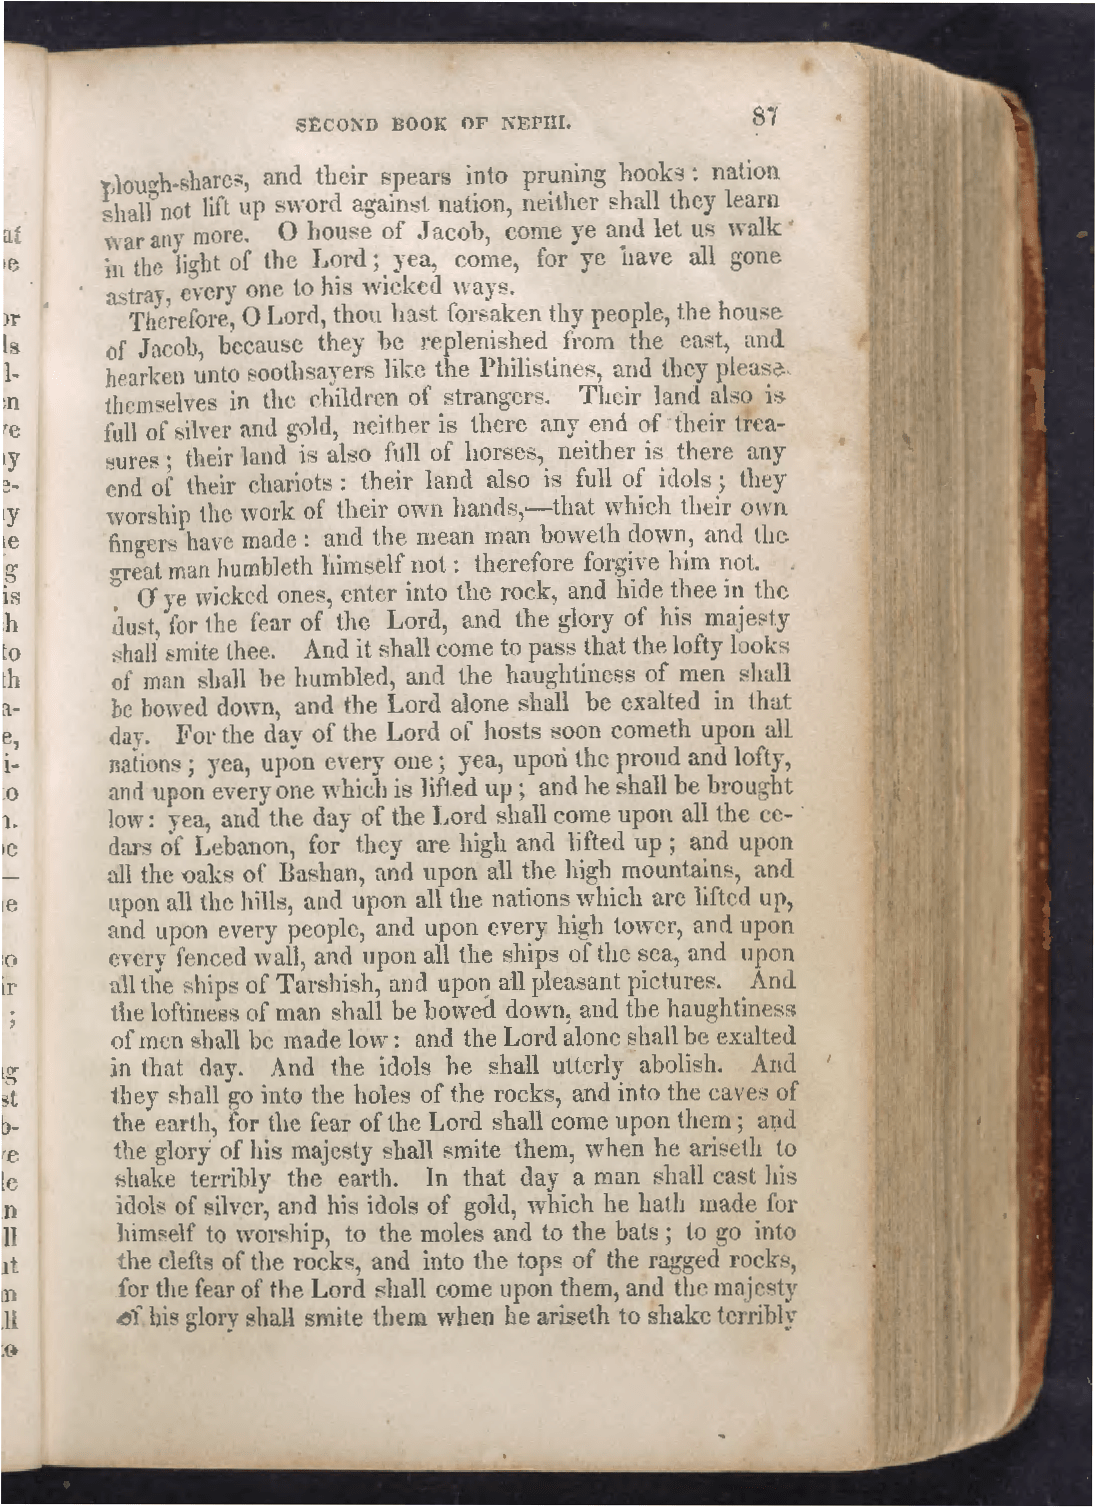 SECOND BOOK OF NEPHI. 87
plough-shares, and their spears into pruning hooks: nation
shall not lift up sword against nation, neither shall they learn
war any more. O house of Jacob, come ye and let us walk
in the light of the Lord; yea, come, for ye have all gone
astray, every one to his wicked ways.
Therefore, O Lord, thou hast forsaken thy people, the house
of Jacob, because they be replenished from the east, and
hearken unto soothsayers like the Philistines, and they please
themselves in the children of strangers. Their land also is
full of silver and gold, neither is there any end of their trea-
sures; their land is also full of horses, neither is there any
end of their chariots: their land also is full of idols; they
worship the work of their own hands,—that which their own
fingers have made: and the mean man boweth down, and the
great man humbleth himself not: therefore forgive him not.
O ye wicked ones, enter into the rock, and hide thee in the
dust, for the fear of the Lord, and the glory of his majesty
shall smite thee. And it shall come to pass that the lofty looks
of man shall be humbled, and the haughtiness of men shall
be bowed down, and the Lord alone shall be exalted in that
day. For the day of the Lord of hosts soon cometh upon all
nations; yea, upon every one; yea, upon the proud and lofty,
and upon every one which is lifted up; and he shall be brought
low: yea, and the day of the Lord shall come upon all the ce-
dars of Lebanon, for they are high and lifted up; and upon
all the oaks of Bashan, and upon all the high mountains, and
upon all the hills, and upon all the nations which are lifted up,
and upon every people, and upon every high tower, and upon
every fenced wall, and upon all the ships of the sea, and upon
all the ships of Tarshish, and upon all pleasant pictures. And
the loftiness of man shall be bowed down, and the haughtiness
of men shall be made low: and the Lord alone shall be exalted
in that day. And the idols he shall utterly abolish. And
they shall go into the holes of the rocks, and into the caves of
the earth, for the fear of the Lord shall come upon them; and
the glory of his majesty shall smite them, when he ariseth to
shake terribly the earth. In that day a man shall cast his
idols of silver, and his idols of gold, which he hath made for
himself to worship, to the moles and to the bats; to go into
the clefts of the rocks, and into the tops of the ragged rocks,
for the fear of the Lord shall come upon them, and the majesty
of his glory shall smite them when he ariseth to shake terribly